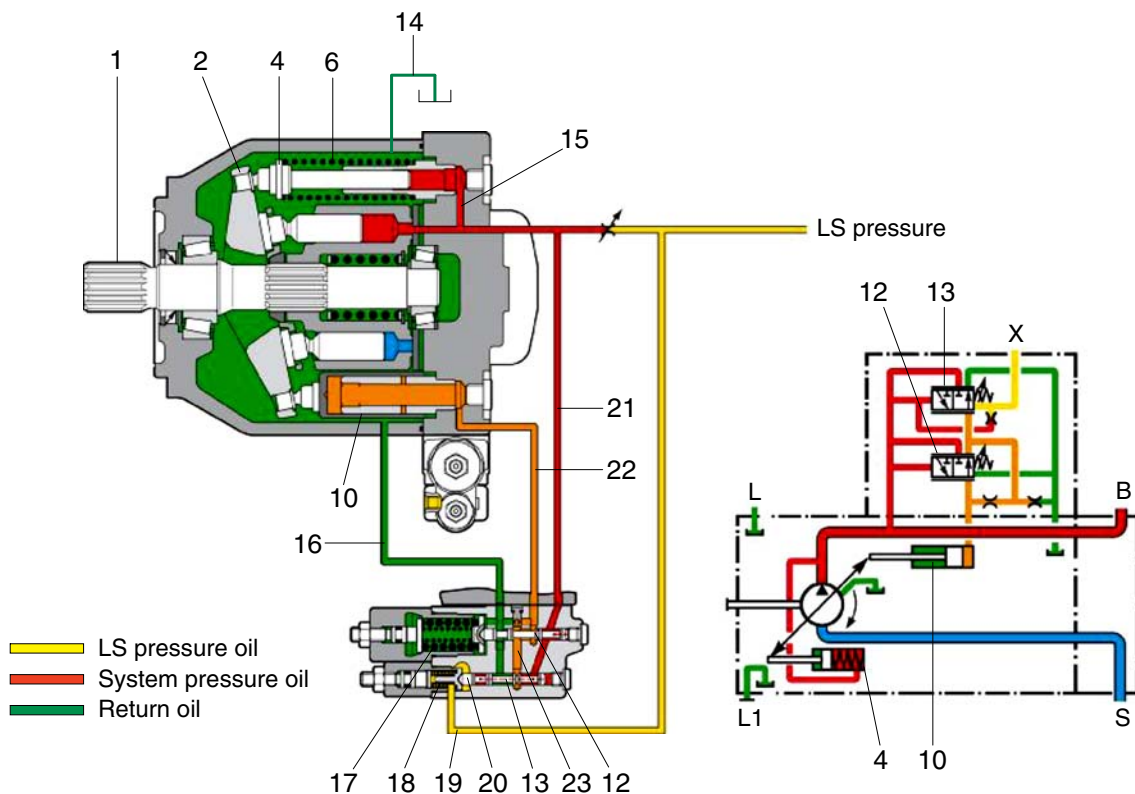 14
1 2 4 6
15
LS pressure
12 13 X
21
22
10
16
L B
LS pressure oil
System pressure oil
Return oil
10
L1 S
17 18 19 20 13 23 12
4 10